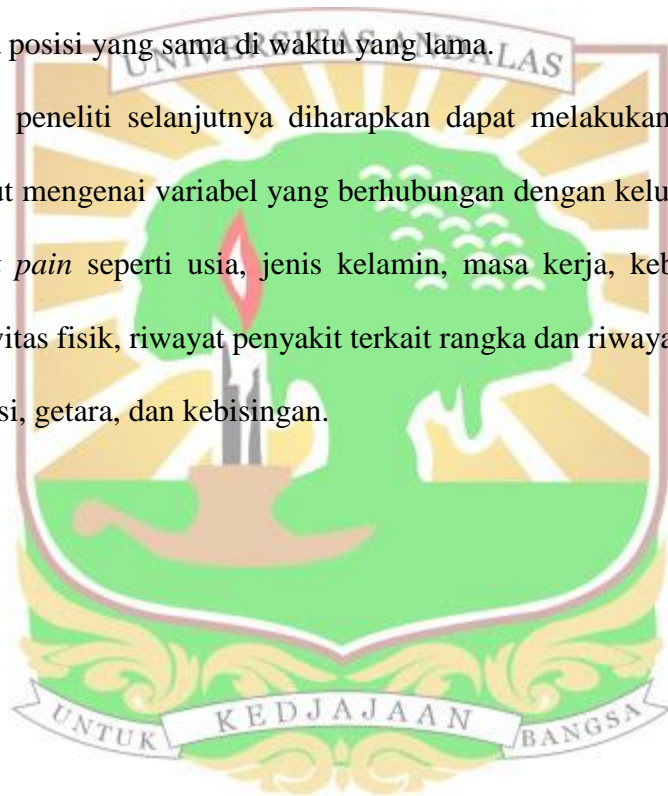 posisi yang sama di waktu yang lama.
UNIVERSITAS ANDALAS
peneliti selanjutnya diharapkan dapat melakukan
mengenai variabel yang berhubungan dengan
pain seperti usia, jenis kelamin, masa kerja,
fisik, riwayat penyakit terkait rangka dan
getara, dan kebisingan.
UNTUK KEDJAJAAN BANGSA